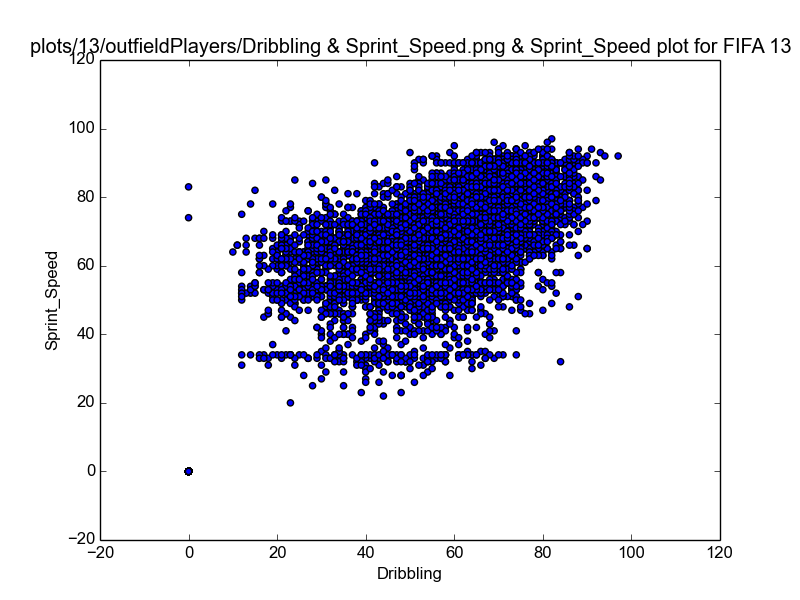 plots/13/outfieldPlayers/Dribbling & Sprint_Speed.png & Sprint_Speed plot for FIFA 13
120
100
80
60
40
20
0
−20
Sprint_Speed
−20 0 20 40 60 80 100 120
Dribbling